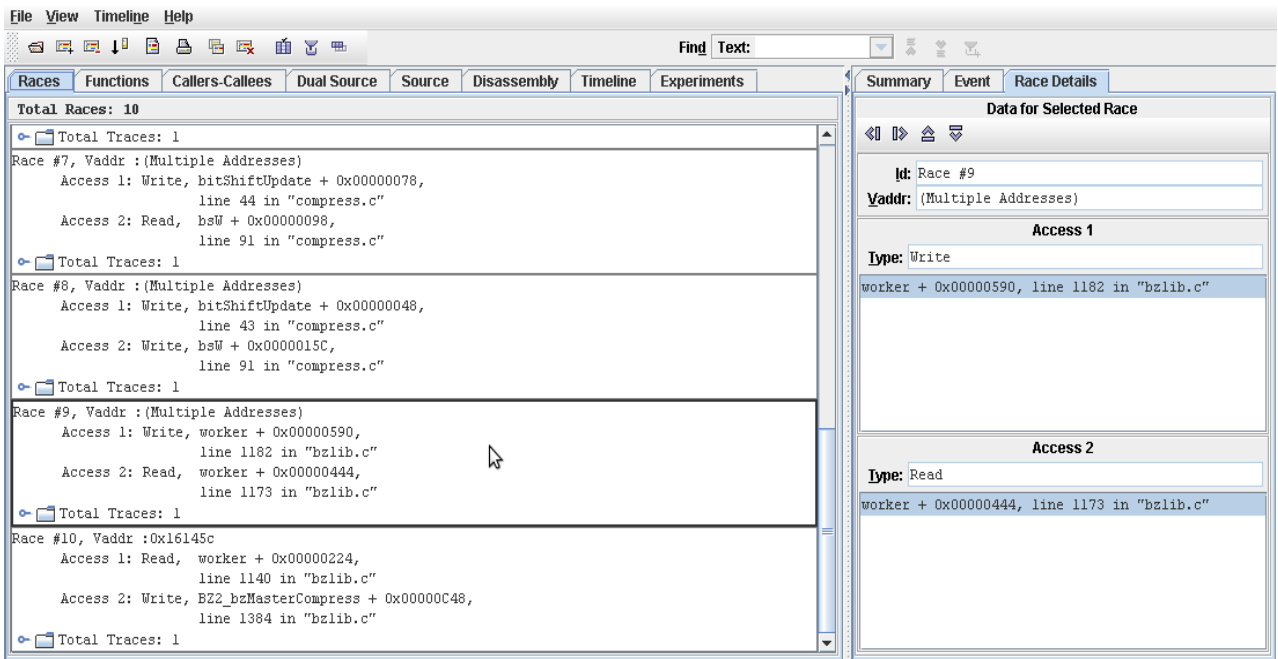 File View Timeline Help
Find Text:
Races Functions Callers-Callees Dual Source Source Disassembly Timeline Experiments
Total Races: 10
Total Traces: 1
Race #7, Vaddr :(Multiple Addresses)
Access 1: Write, bitShiftUpdate + 0x00000078,
line 44 in "compress.c"
Access 2: Read, bsW + 0x00000098,
line 91 in "compress.c"
Total Traces: 1
Race #8, Vaddr :(Multiple Addresses)
Access 1: Write, bitShiftUpdate + 0x00000048,
line 43 in "compress.c"
Access 2: Write, bsW + 0x0000015C,
line 91 in "compress.c"
Total Traces: 1
Race #9, Vaddr :(Multiple Addresses)
Access 1: Write, worker + 0x00000590,
line 1182 in "bzlib.c"
Access 2: Read, worker + 0x00000444,
line 1173 in "bzlib.c"
Total Traces: 1
Race #10, Vaddr :0x16145c
Access 1: Read, worker + 0x00000224,
line 1140 in "bzlib.c"
Access 2: Write, BZ2_bzMasterCompress + 0x00000C48,
line 1384 in "bzlib.c"
Total Traces: 1
Summary Event Race Details
Data for Selected Race
Id: Race #9
Vaddr: (Multiple Addresses)
Access 1
Type: Write
worker + 0x00000590, line 1182 in "bzlib.c"
Access 2
Type: Read
worker + 0x00000444, line 1173 in "bzlib.c"